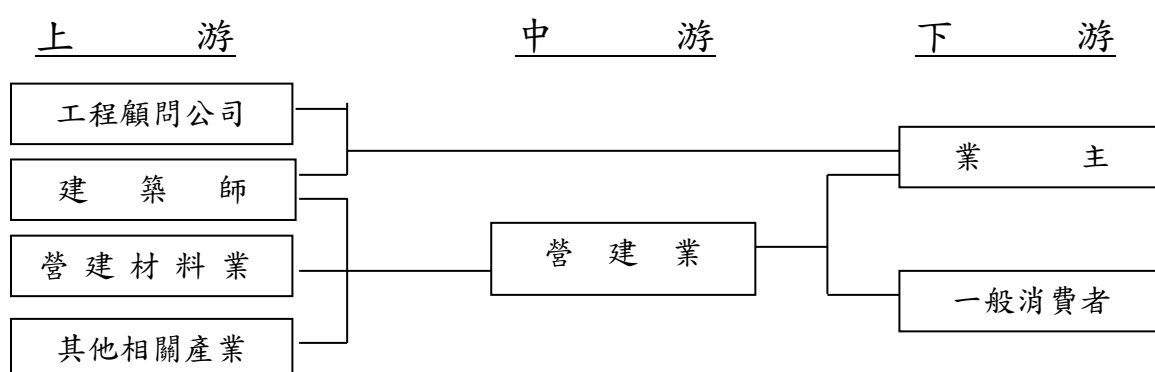 上游 中游 下游
工程顧問公司
建築師
營建材料業
其他相關產業
營建業
業主
一般消費者